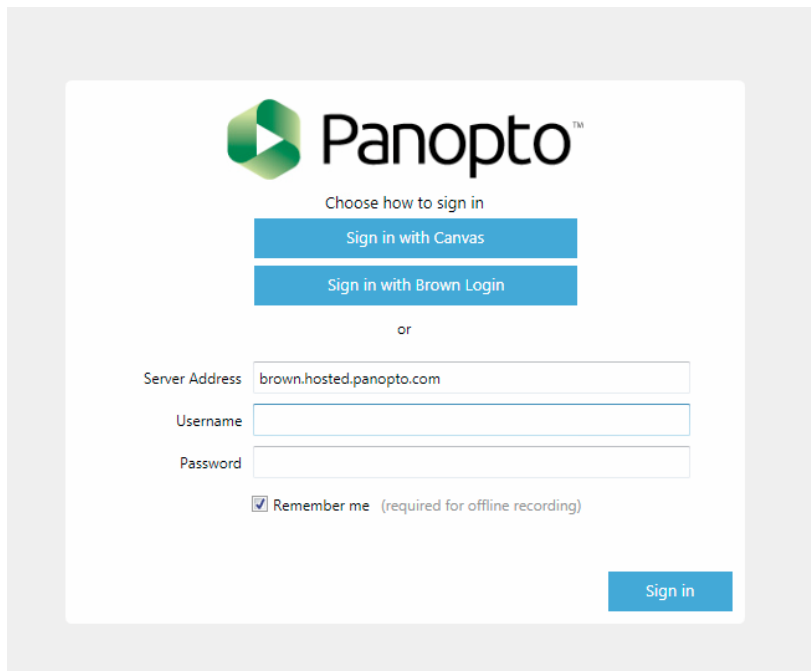 Panopto™
Choose how to sign in
Sign in with Canvas
Sign in with Brown Login
or
Server Address brown.hosted.panopto.com
Username
Password
Remember me (required for offline recording)
Sign in